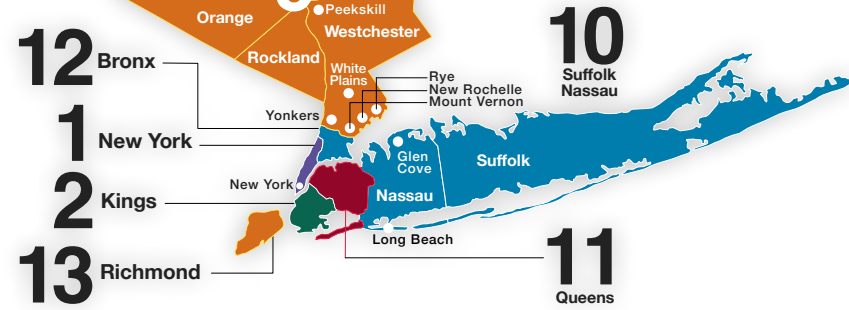 Orange
Peekskill
Westchester
Rockland
12 Bronx
White
Plains
10
Suffolk
Nassau
Rye
New Rochelle
Mount Vernon
Yonkers
1 New York
Glen
Cove
Suffolk
New York
Nassau
2 Kings
Long Beach
13 Richmond
11
Queens